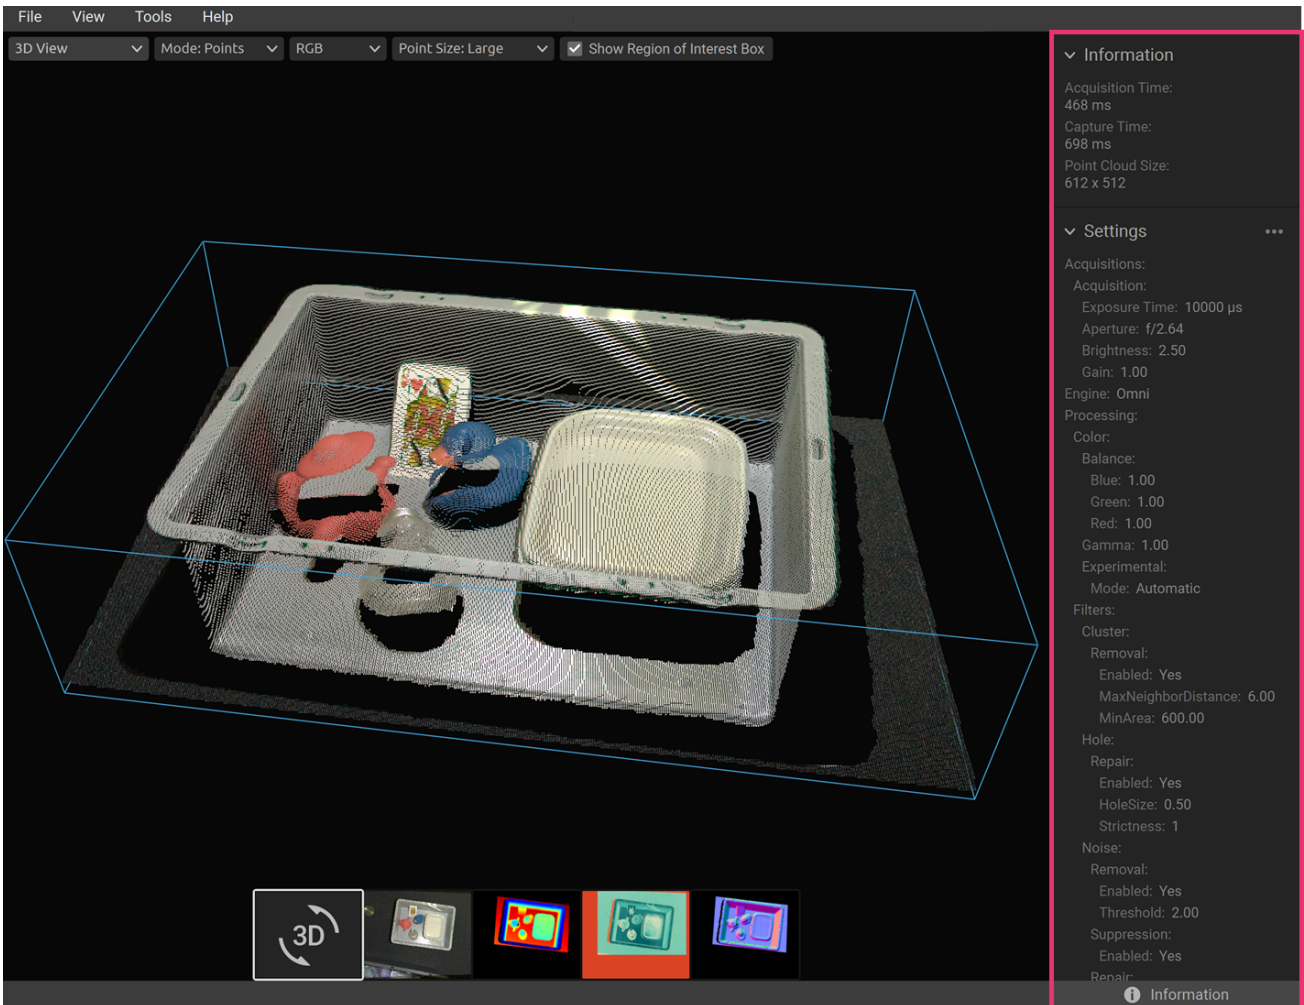 File View Tools Help
3D View Mode: Points RGB Point Size: Large Show Region of Interest Box
Information
Acquisition Time:
468 ms
Capture Time:
698 ms
Point Cloud Size:
612 x 512
Settings
Acquisitions:
Acquisition:
Exposure Time: 10000 µs
Aperture: f/2.64
Brightness: 2.50
Gain: 1.00
Engine: Omni
Processing:
Color:
Balance:
Blue: 1.00
Green: 1.00
Red: 1.00
Gamma: 1.00
Experimental:
Mode: Automatic
Filters:
Cluster:
Removal:
Enabled: Yes
MaxNeighborDistance: 6.00
MinArea: 600.00
Hole:
Repair:
Enabled: Yes
HoleSize: 0.50
Strictness: 1
Noise:
Removal:
Enabled: Yes
Threshold: 2.00
Suppression:
Enabled: Yes
Repair:
3D
Information